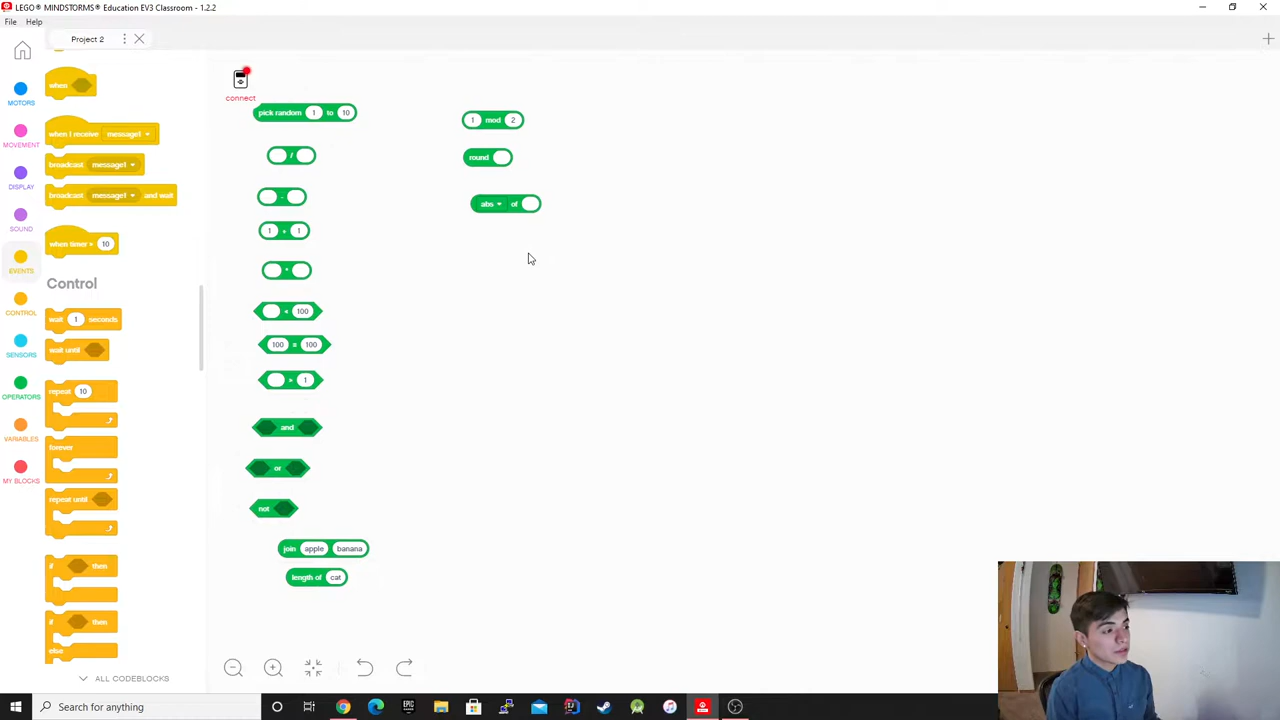 LEGO® MINDSTORMS® Education EV3 Classroom - 1.2.2
File Help
Project 2
MOTORS
MOVEMENT
DISPLAY
SOUND
EVENTS
CONTROL
SENSORS
OPERATORS
VARIABLES
MY BLOCKS
when
when I receive message1
broadcast message1
broadcast message1 and wait
when timer > 10
Control
wait 1 seconds
wait until
repeat 10
forever
repeat until
if then
if then
else
ALL CODEBLOCKS
connect
pick random 1 to 10
/
-
1 + 1
*
< 100
100 = 100
> 1
and
or
not
join apple banana
length of cat
1 mod 2
round
abs of
Search for anything
EPIC GAMES